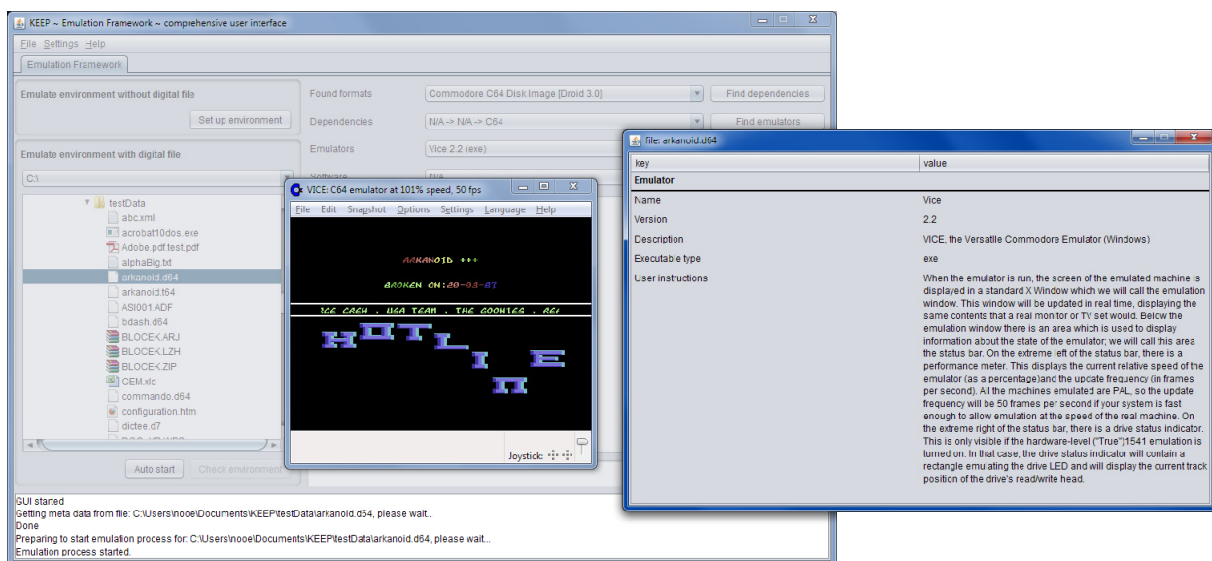 KEEP ~ Emulation Framework ~ comprehensive user interface
File Settings Help
Emulation Framework
Emulate environment without digital file
Set up environment
Found formats
Commodore C64 Disk Image [Droid 3.0]
Find dependencies
Dependencies
N/A -> N/A -> C64
Find emulators
Emulate environment with digital file
Emulators
Vice 2.2 (exe)
C:\
Software
N/A
testData
abc.xml
acrobat10dos.exe
Adobe.pdf.test.pdf
alphaBig.txt
arkanoid.d64
arkanoid.t64
ASI001.ADF
bdash.d64
BLOCEK.ARJ
BLOCEK.LZH
BLOCEK.ZIP
CEM.xlc
commando.d64
configuration.htm
dictee.d7
Auto start
Check environment
GUI started
Getting meta data from file: C:\Users\nooe\Documents\KEEP\testData\arkanoid.d64, please wait..
Done
Preparing to start emulation process for: C:\Users\nooe\Documents\KEEP\testData\arkanoid.d64, please wait...
Emulation process started.
VICE: C64 emulator at 101% speed, 50 fps
File Edit Snapshot Options Settings Language Help
ARKANOID +++
BROKEN ON:20-03-87
ICE CREW . USA TEAM . THE GOONIES . REF
HOTLINE
Joystick:
file: arkanoid.d64
key value
Emulator
Name Vice
Version 2.2
Description VICE, the Versatile Commodore Emulator (Windows)
Executable type exe
User instructions When the emulator is run, the screen of the emulated machine is
displayed in a standard X Window which we will call the emulation
window. This window will be updated in real time, displaying the
same contents that a real monitor or TV set would. Below the
emulation window there is an area which is used to display
information about the state of the emulator; we will call this area
the status bar. On the extreme left of the status bar, there is a
performance meter. This displays the current relative speed of the
emulator (as a percentage)and the update frequency (in frames
per second). All the machines emulated are PAL, so the update
frequency will be 50 frames per second if your system is fast
enough to allow emulation at the speed of the real machine. On
the extreme right of the status bar, there is a drive status indicator.
This is only visible if the hardware-level ("True")1541 emulation is
turned on. In that case, the drive status indicator will contain a
rectangle emulating the drive LED and will display the current track
position of the drive's read/write head.